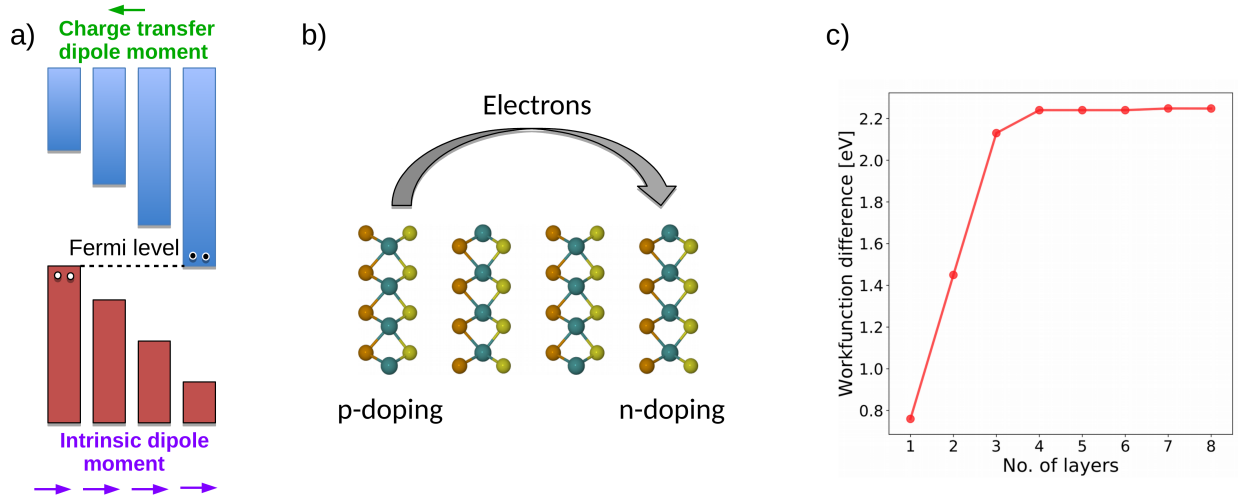 a)
Charge transfer
dipole moment
Fermi level
Intrinsic dipole
moment
b)
Electrons
p-doping
n-doping
c)
Workfunction difference [eV]
2.2
2.0
1.8
1.6
1.4
1.2
1.0
0.8
1 2 3 4 5 6 7 8
No. of layers